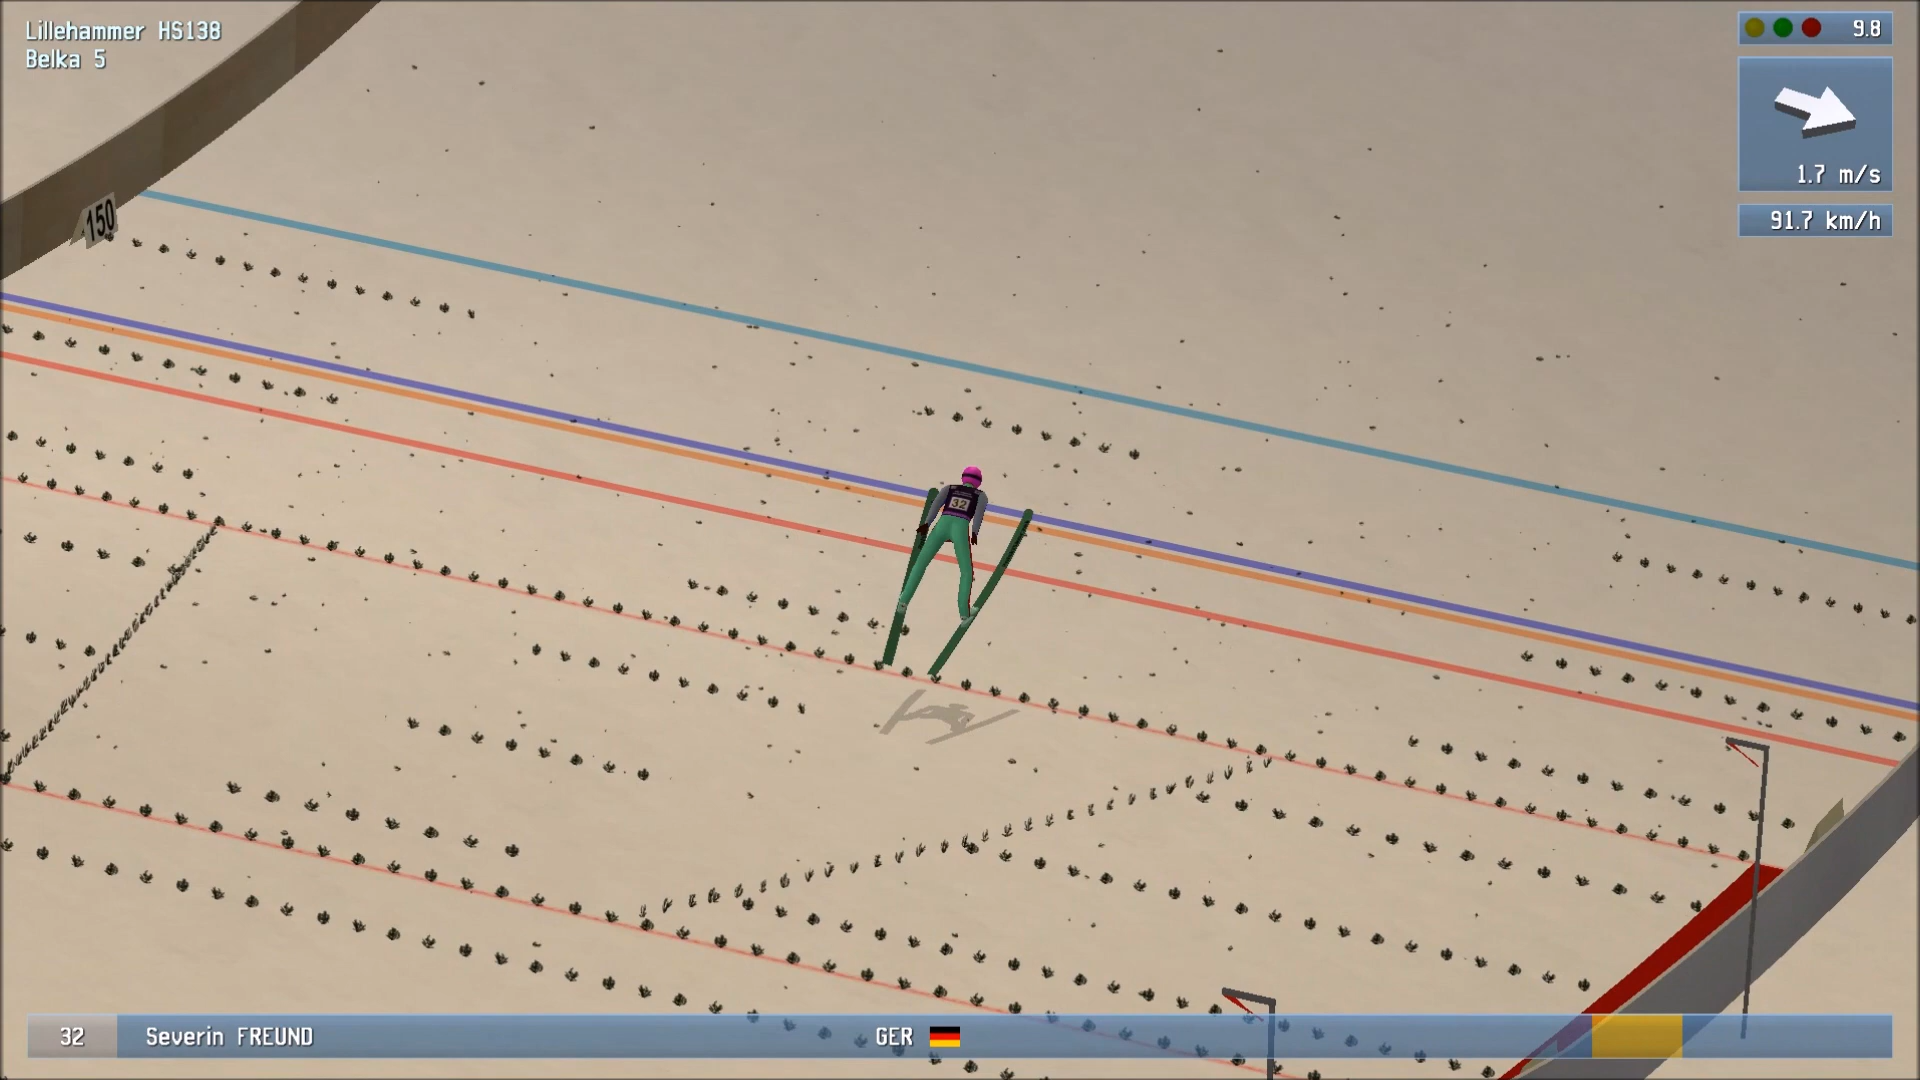 Lillehammer HS138
Belka 5
9.8
1.7 m/s
91.7 km/h
150
32
32 Severin FREUND GER